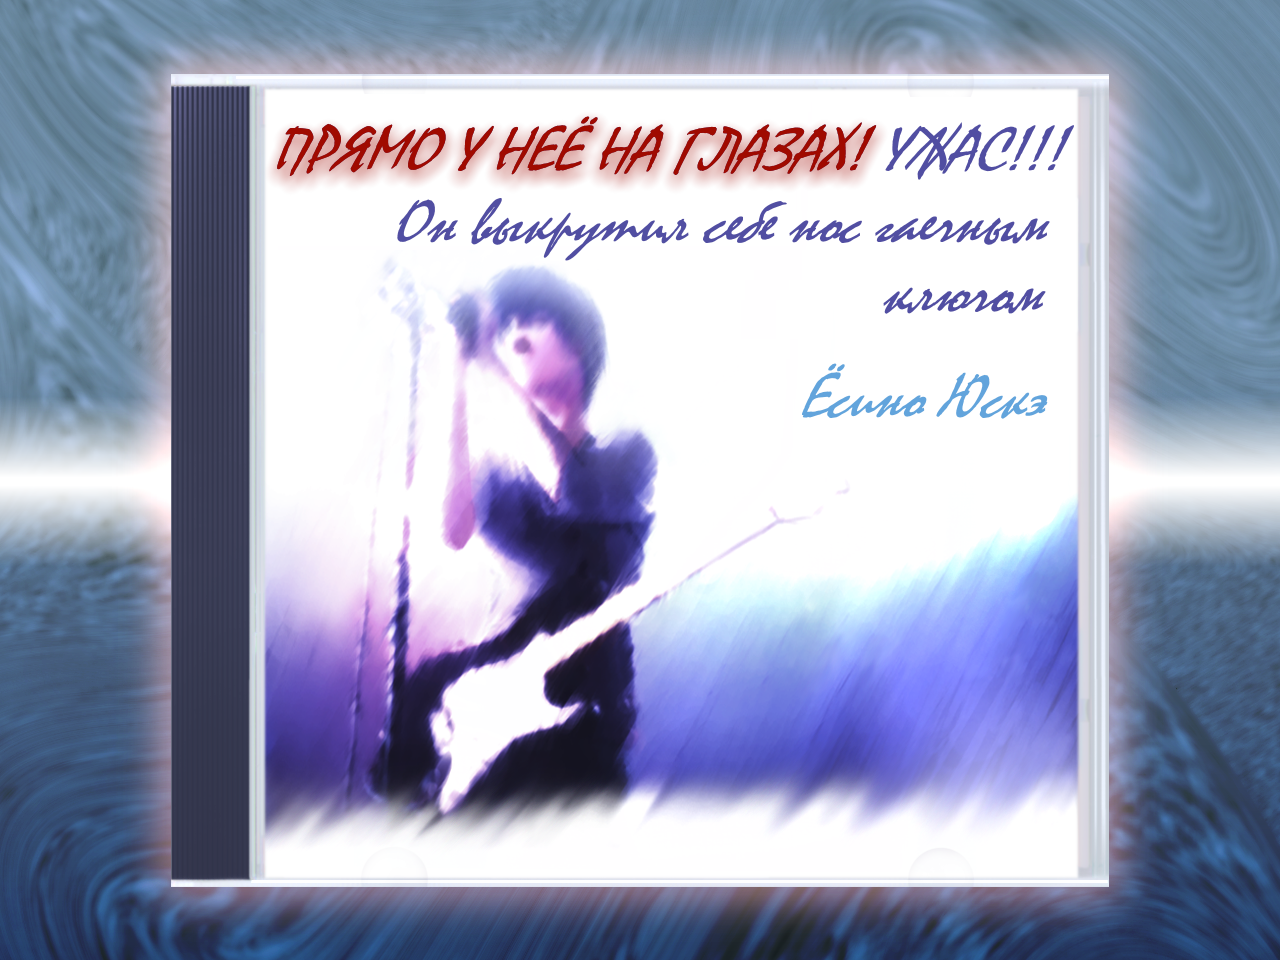 ПРЯМО У НЕЁ НА ГЛАЗАХ! УЖАС!!!
Он выкрутил себе нос гаечным
ключом
Ёсино Юскэ